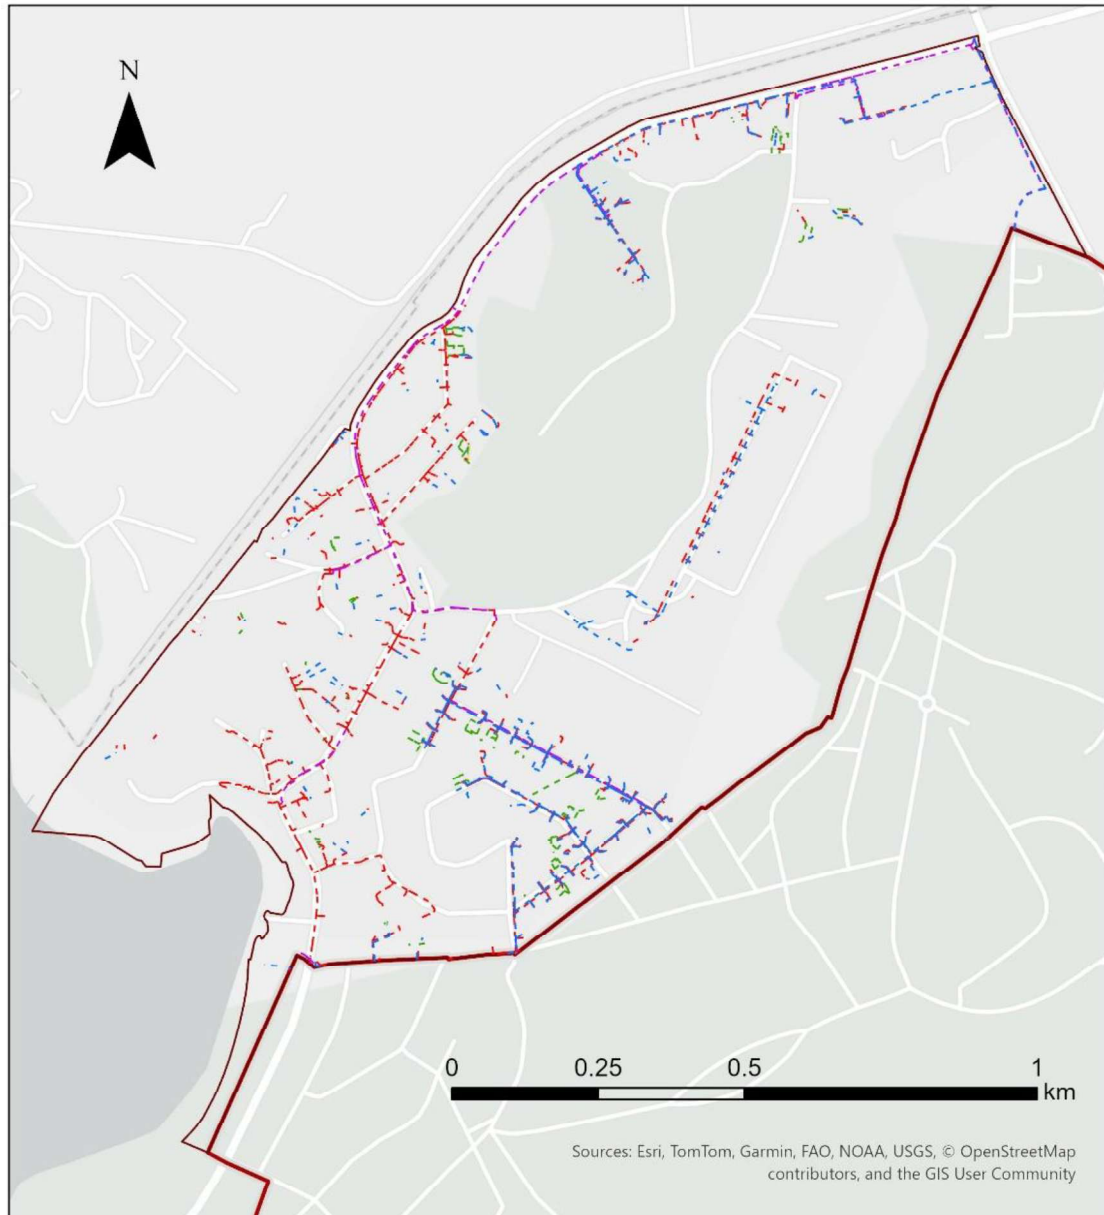 N
0 0.25 0.5 1
km
Sources: Esri, TomTom, Garmin, FAO, NOAA, USGS, © OpenStreetMap
contributors, and the GIS User Community